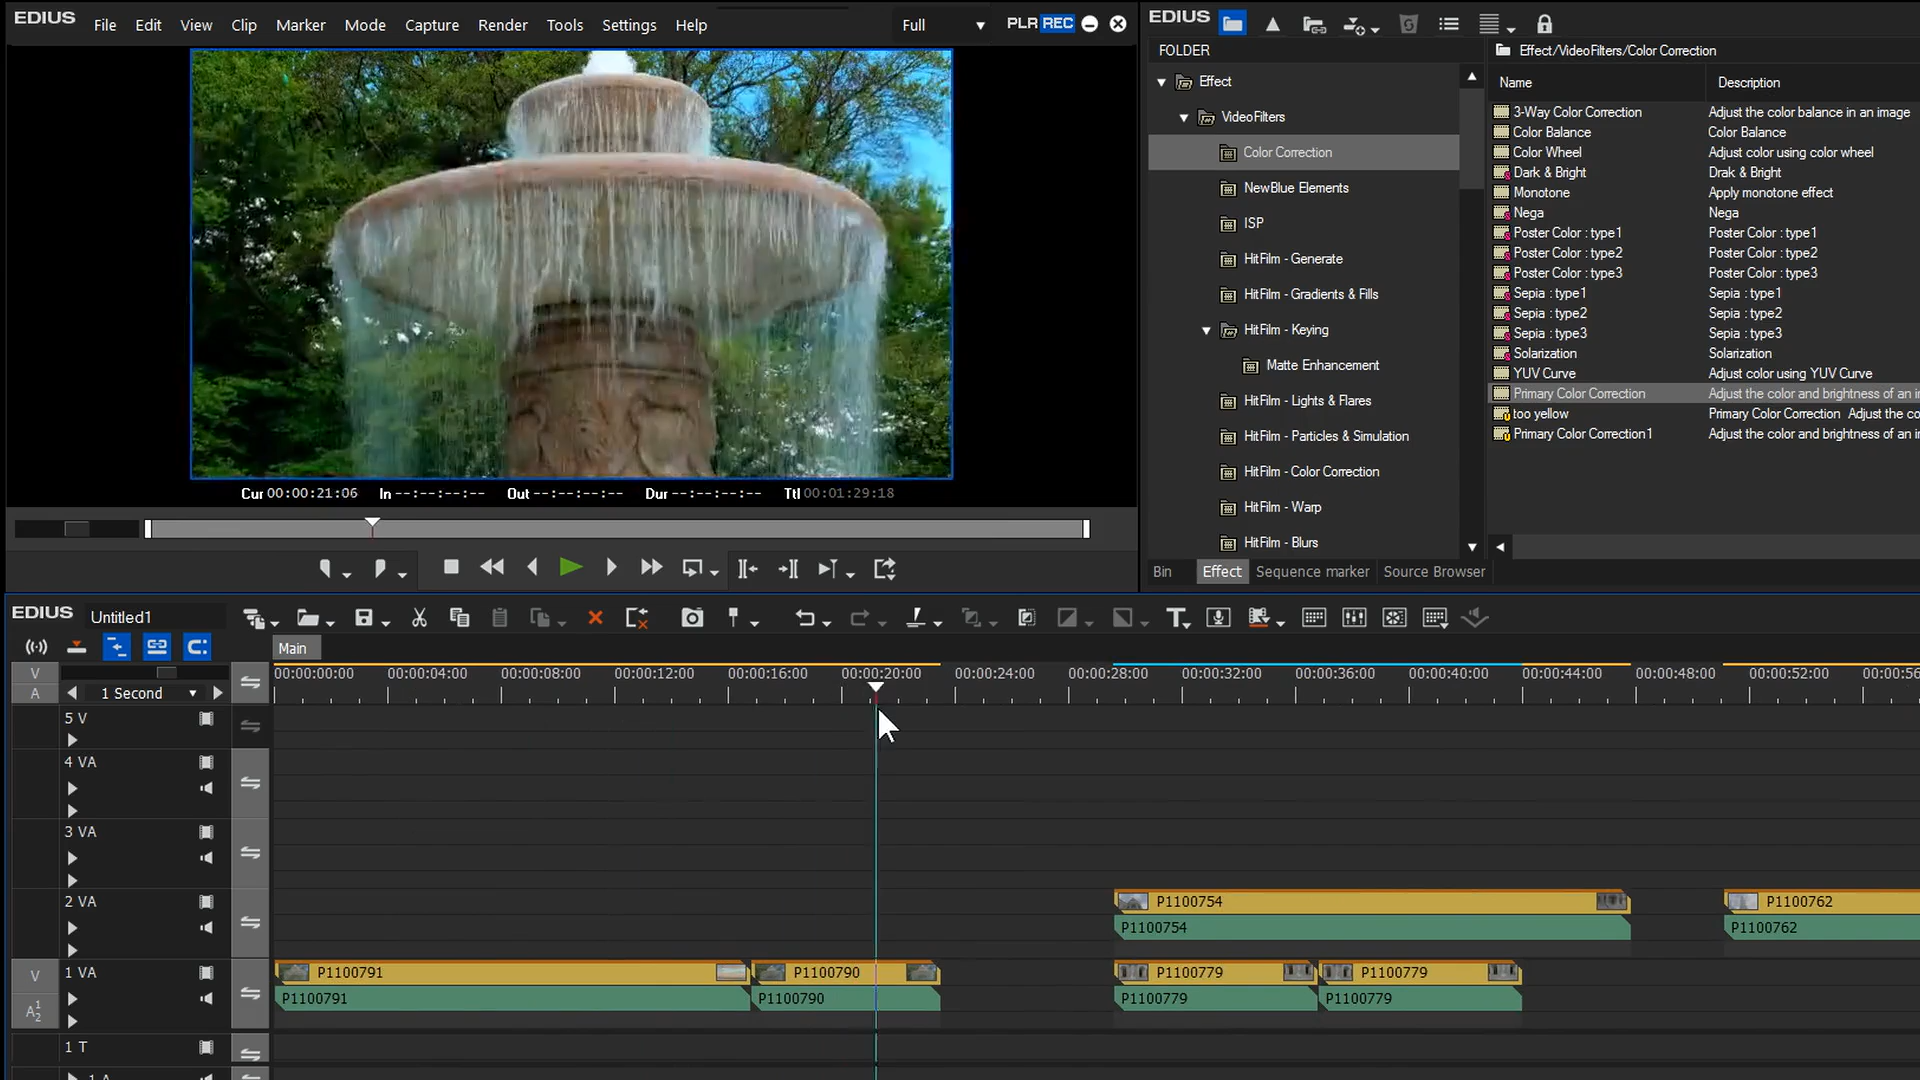 EDIUS File Edit View Clip Marker Mode Capture Render Tools Settings Help Full PLR REC
Cur 00:00:21:06 In --:--:--:-- Out --:--:--:-- Dur --:--:--:-- Ttl 00:01:29:18
EDIUS
FOLDER
Effect
VideoFilters
Color Correction
NewBlue Elements
ISP
HitFilm - Generate
HitFilm - Gradients & Fills
HitFilm - Keying
Matte Enhancement
HitFilm - Lights & Flares
HitFilm - Particles & Simulation
HitFilm - Color Correction
HitFilm - Warp
HitFilm - Blurs
Effect/VideoFilters/Color Correction
Name Description
3-Way Color Correction Adjust the color balance in an image
Color Balance Color Balance
Color Wheel Adjust color using color wheel
Dark & Bright Drak & Bright
Monotone Apply monotone effect
Nega Nega
Poster Color : type1 Poster Color : type1
Poster Color : type2 Poster Color : type2
Poster Color : type3 Poster Color : type3
Sepia : type1 Sepia : type1
Sepia : type2 Sepia : type2
Sepia : type3 Sepia : type3
Solarization Solarization
YUV Curve Adjust color using YUV Curve
Primary Color Correction Adjust the color and brightness of an i
too yellow Primary Color Correction Adjust the co
Primary Color Correction1 Adjust the color and brightness of an i
Bin Effect Sequence marker Source Browser
EDIUS Untitled1
Main
V 00:00:00:00 00:00:04:00 00:00:08:00 00:00:12:00 00:00:16:00 00:00:20:00 00:00:24:00 00:00:28:00 00:00:32:00 00:00:36:00 00:00:40:00 00:00:44:00 00:00:48:00 00:00:52:00 00:00:56
A 1 Second
5 V
4 VA
3 VA
2 VA P1100754 P1100762
P1100754 P1100762
V 1 VA P1100791 P1100790 P1100779 P1100779
A 1 2 P1100791 P1100790 P1100779 P1100779
1 T
1 A